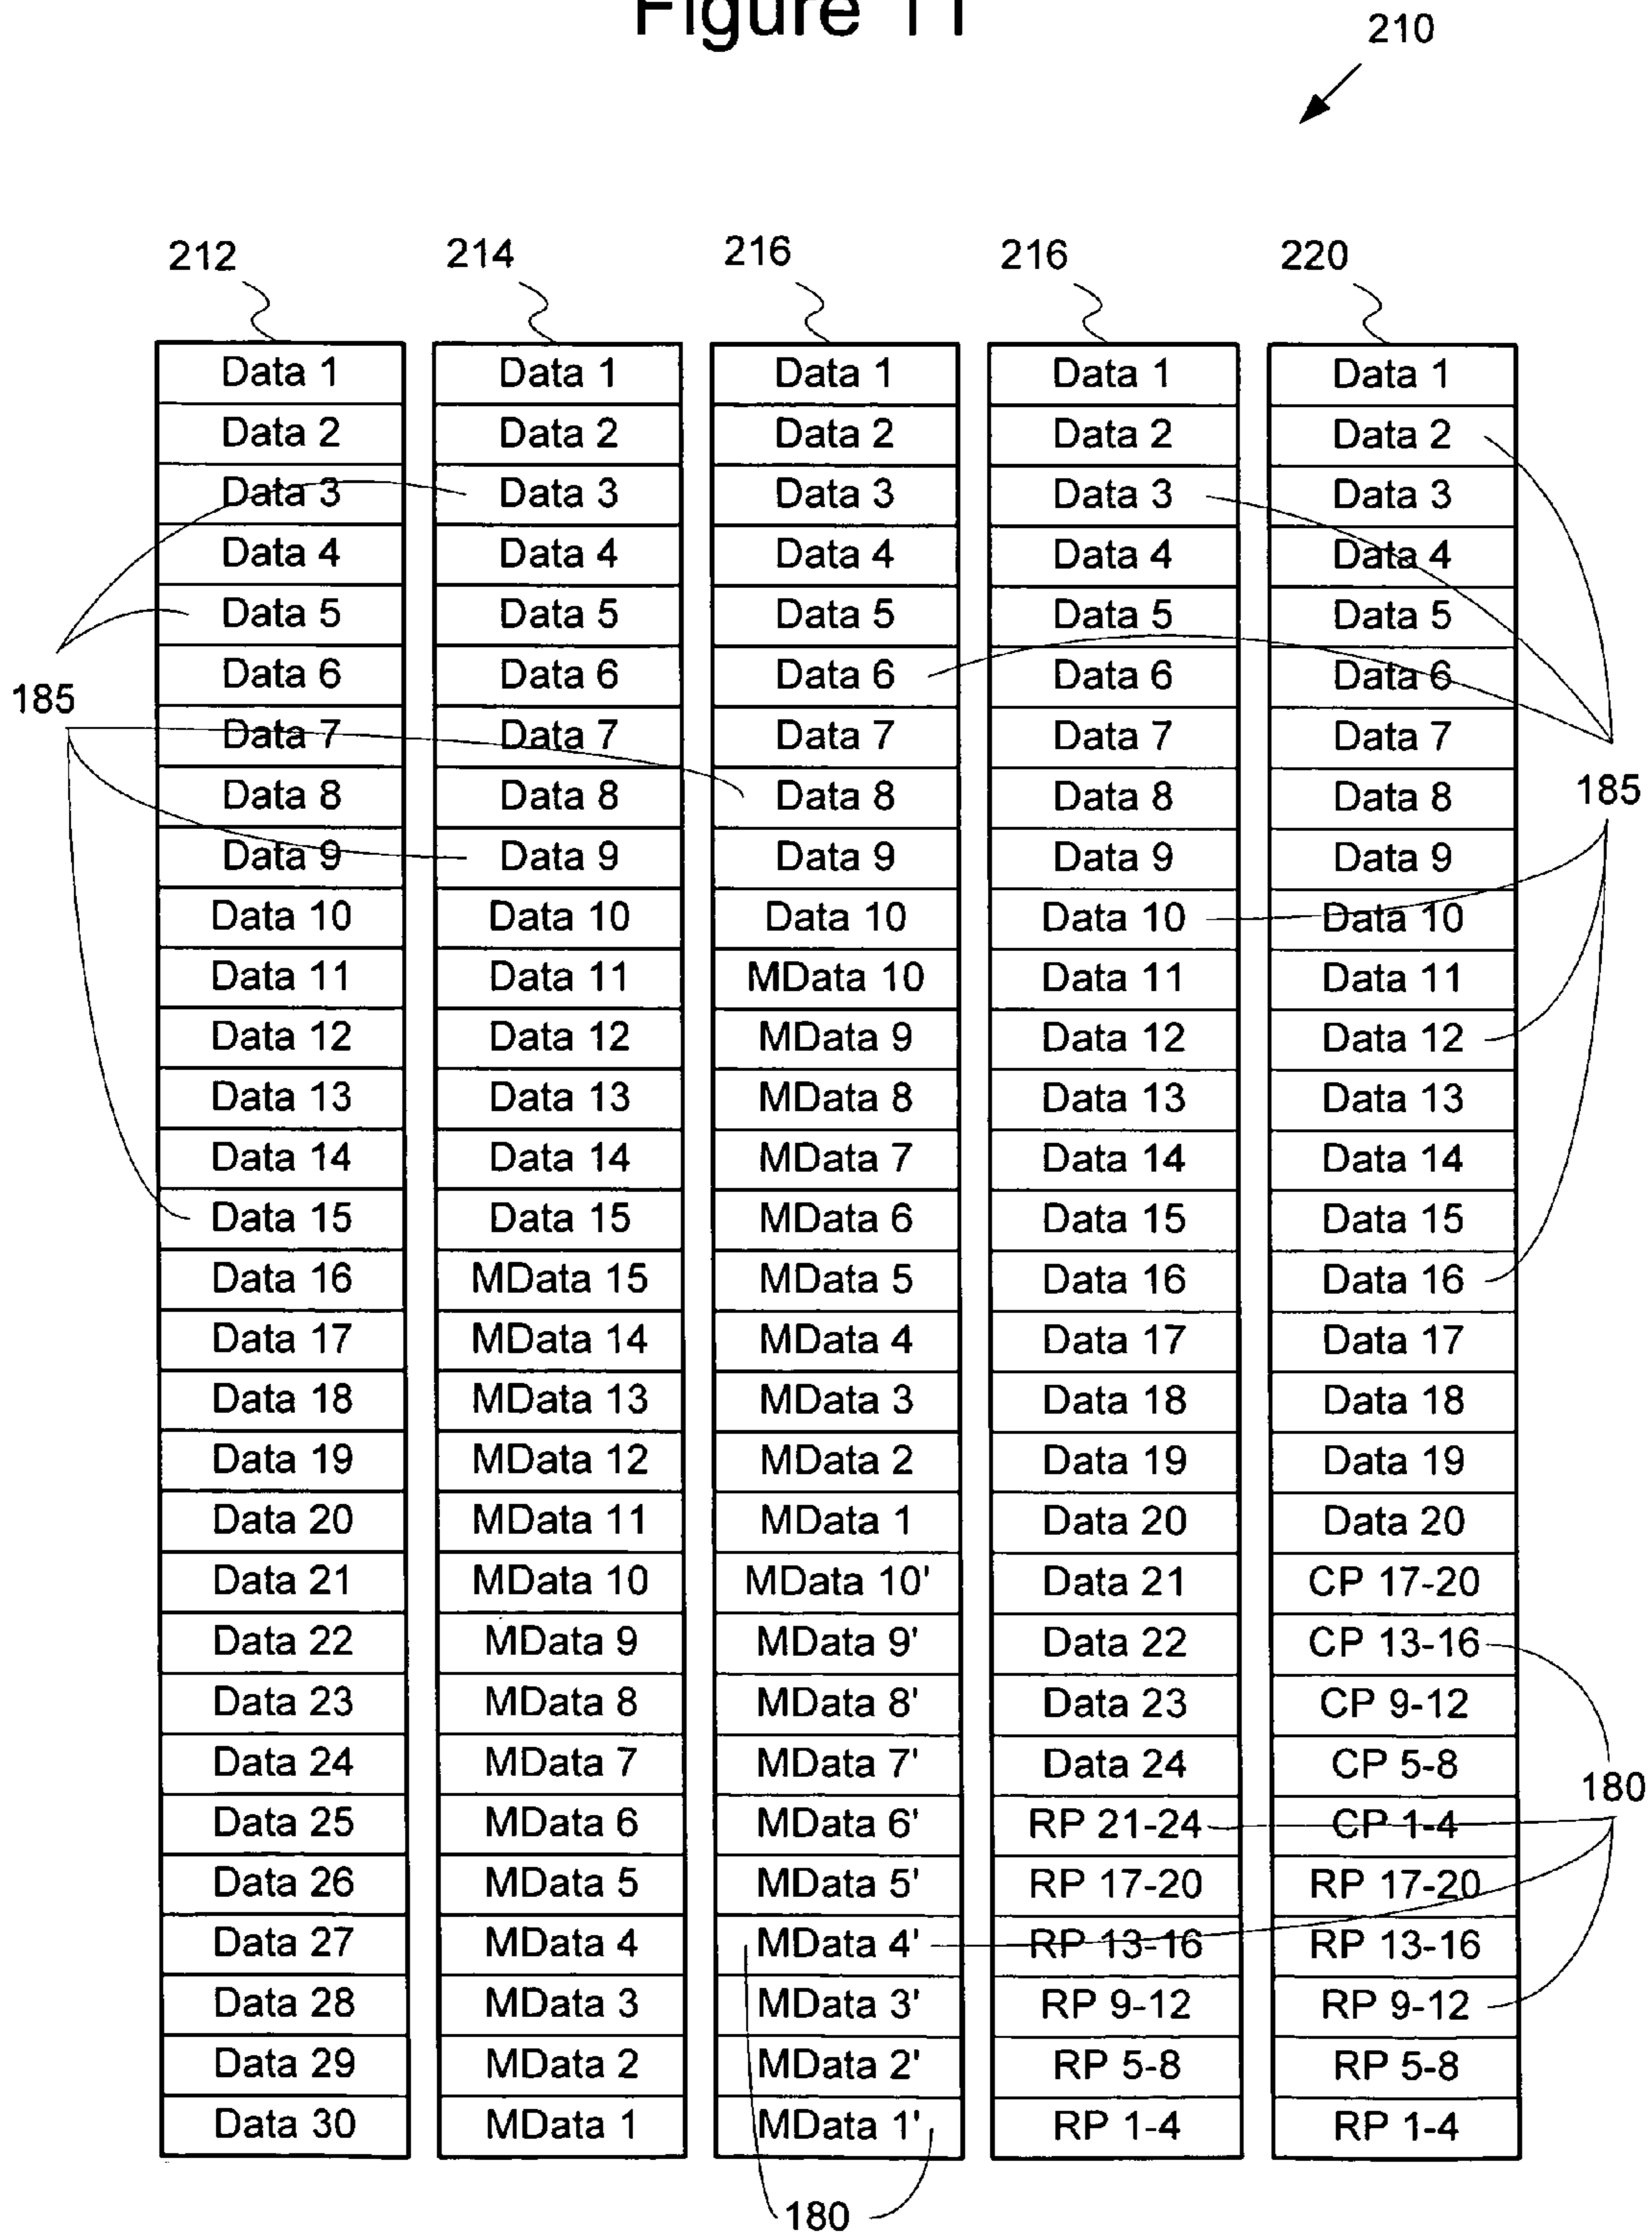 Figure 11
210
212 214 216 216 220
Data 1 Data 1 Data 1 Data 1 Data 1
Data 2 Data 2 Data 2 Data 2 Data 2
Data 3 Data 3 Data 3 Data 3 Data 3
Data 4 Data 4 Data 4 Data 4 Data 4
Data 5 Data 5 Data 5 Data 5 Data 5
Data 6 Data 6 Data 6 Data 6 Data 6
185
Data 7 Data 7 Data 7 Data 7 Data 7
Data 8 Data 8 Data 8 Data 8 Data 8
185
Data 9 Data 9 Data 9 Data 9 Data 9
Data 10 Data 10 Data 10 Data 10 Data 10
Data 11 Data 11 MData 10 Data 11 Data 11
Data 12 Data 12 MData 9 Data 12 Data 12
Data 13 Data 13 MData 8 Data 13 Data 13
Data 14 Data 14 MData 7 Data 14 Data 14
Data 15 Data 15 MData 6 Data 15 Data 15
Data 16 MData 15 MData 5 Data 16 Data 16
Data 17 MData 14 MData 4 Data 17 Data 17
Data 18 MData 13 MData 3 Data 18 Data 18
Data 19 MData 12 MData 2 Data 19 Data 19
Data 20 MData 11 MData 1 Data 20 Data 20
Data 21 MData 10 MData 10' Data 21 CP 17-20
Data 22 MData 9 MData 9' Data 22 CP 13-16
Data 23 MData 8 MData 8' Data 23 CP 9-12
Data 24 MData 7 MData 7' Data 24 CP 5-8
180
Data 25 MData 6 MData 6' RP 21-24 CP 1-4
Data 26 MData 5 MData 5' RP 17-20 RP 17-20
Data 27 MData 4 MData 4' RP 13-16 RP 13-16
Data 28 MData 3 MData 3' RP 9-12 RP 9-12
Data 29 MData 2 MData 2' RP 5-8 RP 5-8
Data 30 MData 1 MData 1' RP 1-4 RP 1-4
180